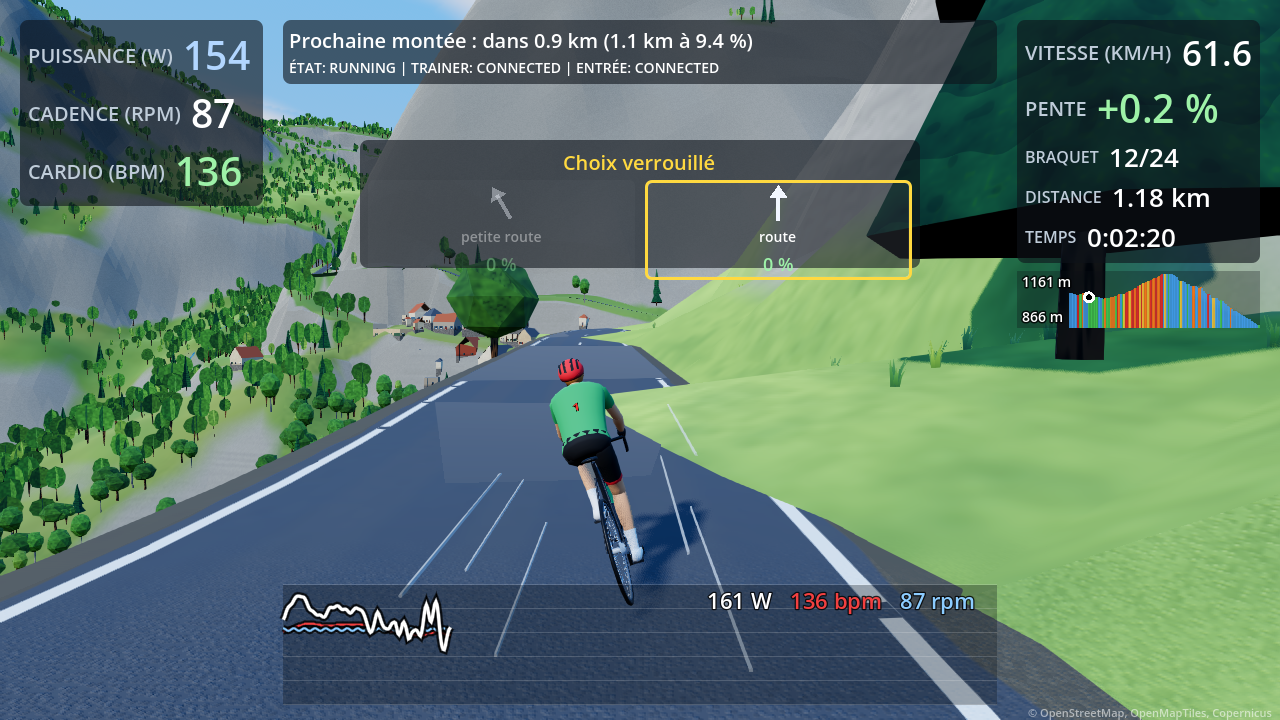 PUISSANCE (W) 154
CADENCE (RPM) 87
CARDIO (BPM) 136
Prochaine montée : dans 0.9 km (1.1 km à 9.4 %)
ÉTAT: RUNNING | TRAINER: CONNECTED | ENTRÉE: CONNECTED
VITESSE (KM/H) 61.6
PENTE +0.2 %
BRAQUET 12/24
DISTANCE 1.18 km
TEMPS 0:02:20
1161 m
866 m
Choix verrouillé
petite route
0 %
route
0 %
161 W 136 bpm 87 rpm
© OpenStreetMap, OpenMapTiles, Copernicus